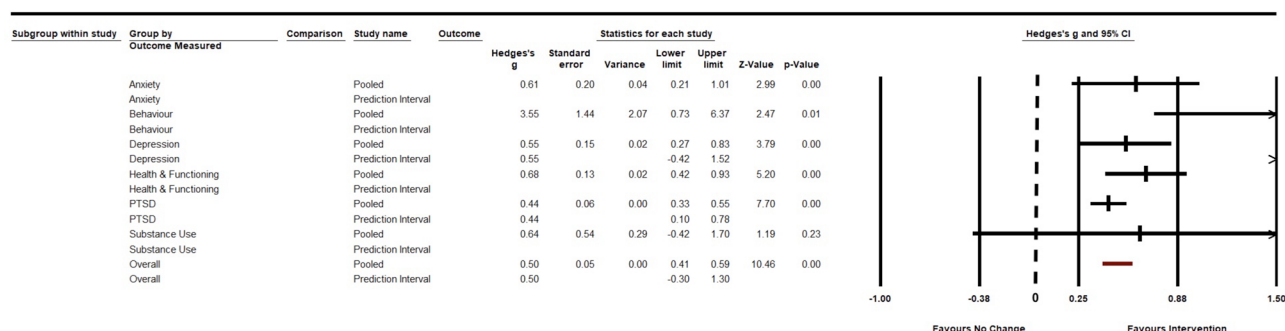 Subgroup within study Group by Comparison Study name Outcome Statistics for each study Hedges's g and 95% CI
Outcome Measured
Hedges's Standard Lower Upper
g error Variance limit limit Z-Value p-Value
Anxiety Pooled 0.61 0.20 0.04 0.21 1.01 2.99 0.00
Anxiety Prediction Interval
Behaviour Pooled 3.55 1.44 2.07 0.73 6.37 2.47 0.01
Behaviour Prediction Interval
Depression Pooled 0.55 0.15 0.02 0.27 0.83 3.79 0.00
Depression Prediction Interval 0.55 -0.42 1.52
Health & Functioning Pooled 0.68 0.13 0.02 0.42 0.93 5.20 0.00
Health & Functioning Prediction Interval
PTSD Pooled 0.44 0.06 0.00 0.33 0.55 7.70 0.00
PTSD Prediction Interval 0.44 0.10 0.78
Substance Use Pooled 0.64 0.54 0.29 -0.42 1.70 1.19 0.23
Substance Use Prediction Interval
Overall Pooled 0.50 0.05 0.00 0.41 0.59 10.46 0.00
Overall Prediction Interval 0.50 -0.30 1.30
-1.00 -0.38 0 0.25 0.88 1.50
Favours No Change Favours Intervention